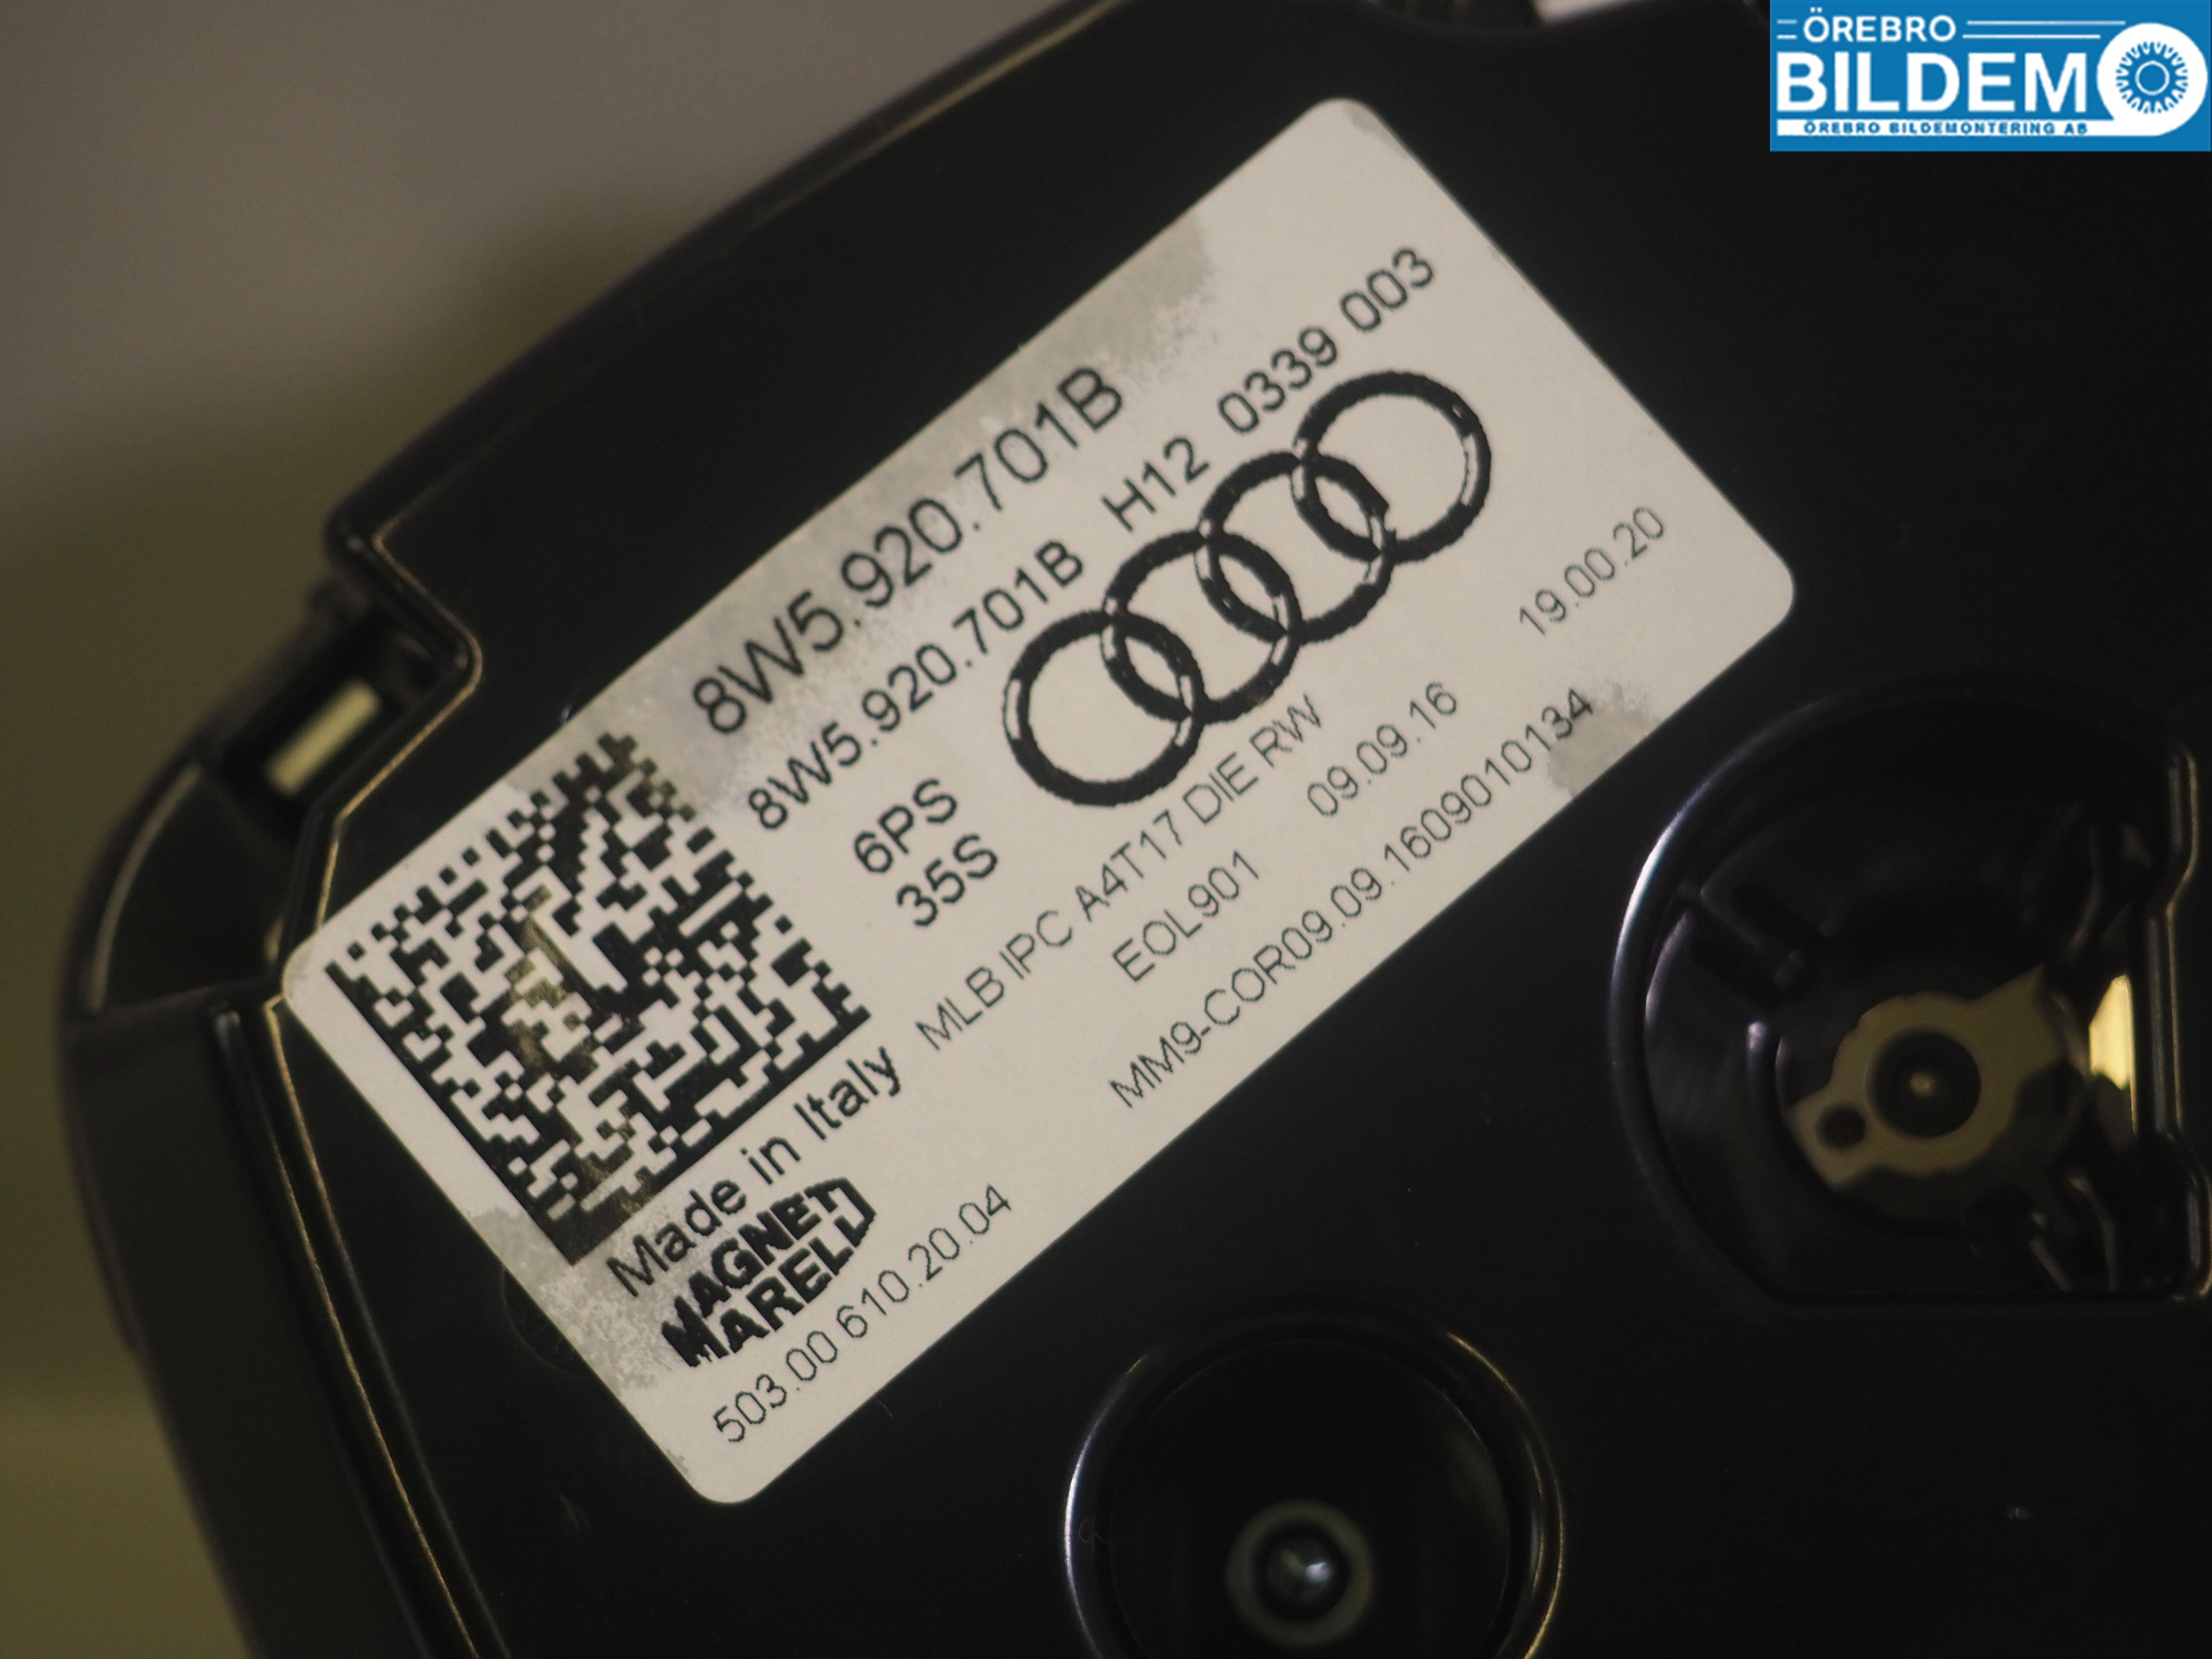 ÖREBRO
BILDEMO
ÖREBRO BILDEMONTERING AB
8W5.920.701B
8W5.920.701B H12 0339 003
6PS
35S
MLB IPC A4T17 DIE RW 19.00.20
EOL901 09.09.16
MM9-COR09.09.1609010134
Made in Italy
MAGNETI
MARELLI
503.00 610.20.04